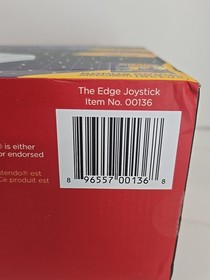 The Edge Joystick
Item No. 00136
® is either
or endorsed
ntendo® est
Ce produit est
8 96557 00136 8